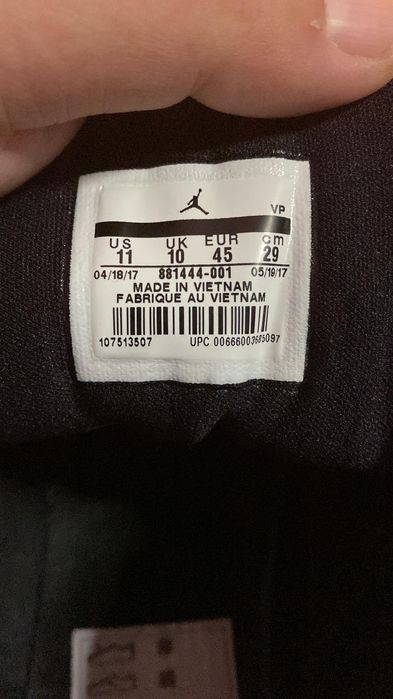 VP
US UK EUR cm
11 10 45 29
04/18/17 881444-001 05/19/17
MADE IN VIETNAM
FABRIQUE AU VIETNAM
107513507 UPC 00666003685097